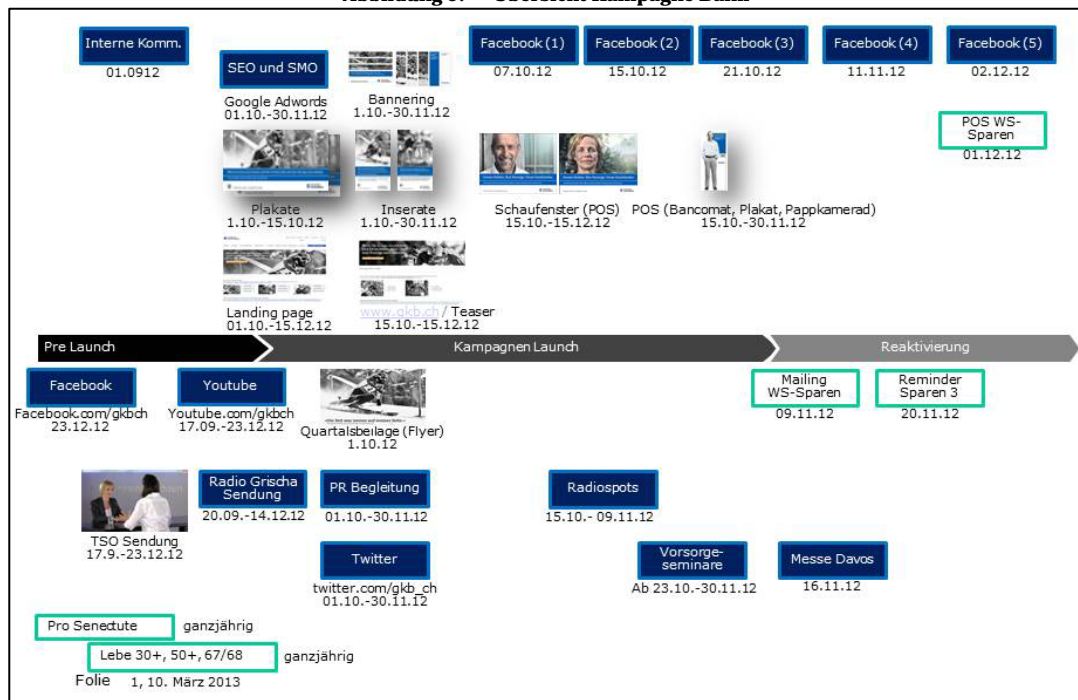 Interne Komm.
01.0912
SEO und SMO
Google Adwords
01.10.-30.11.12
Bannering
1.10.-30.11.12
Facebook (1)
07.10.12
Facebook (2)
15.10.12
Facebook (3)
21.10.12
Facebook (4)
11.11.12
Facebook (5)
02.12.12
POS WS-
Sparen
01.12.12
Plakate
1.10.-15.10.12
Inserate
1.10.-30.11.12
Schaufenster (POS)
15.10.-15.12.12
POS (Bancomat, Plakat, Pappkamerad)
15.10.-30.11.12
Landing page
01.10.-15.12.12
www.gkb.ch / Teaser
15.10.-15.12.12
Pre Launch
Kampagnen Launch
Reaktivierung
Facebook
Facebook.com/gkbch
23.12.12
Youtube
Youtube.com/gkbch
17.09.-23.12.12
Quartalsbeilage (Flyer)
1.10.12
Mailing
WS-Sparen
09.11.12
Reminder
Sparen 3
20.11.12
TSO Sendung
17.9.-23.12.12
Radio Grischa
Sendung
20.09.-14.12.12
PR Begleitung
01.10.-30.11.12
Radiospots
15.10.- 09.11.12
Twitter
twitter.com/gkb_ch
01.10.-30.11.12
Vorsorge-
seminare
Ab 23.10.-30.11.12
Messe Davos
16.11.12
Pro Senectute
ganzjährig
Lebe 30+, 50+, 67/68
ganzjährig
Folie 1, 10. März 2013